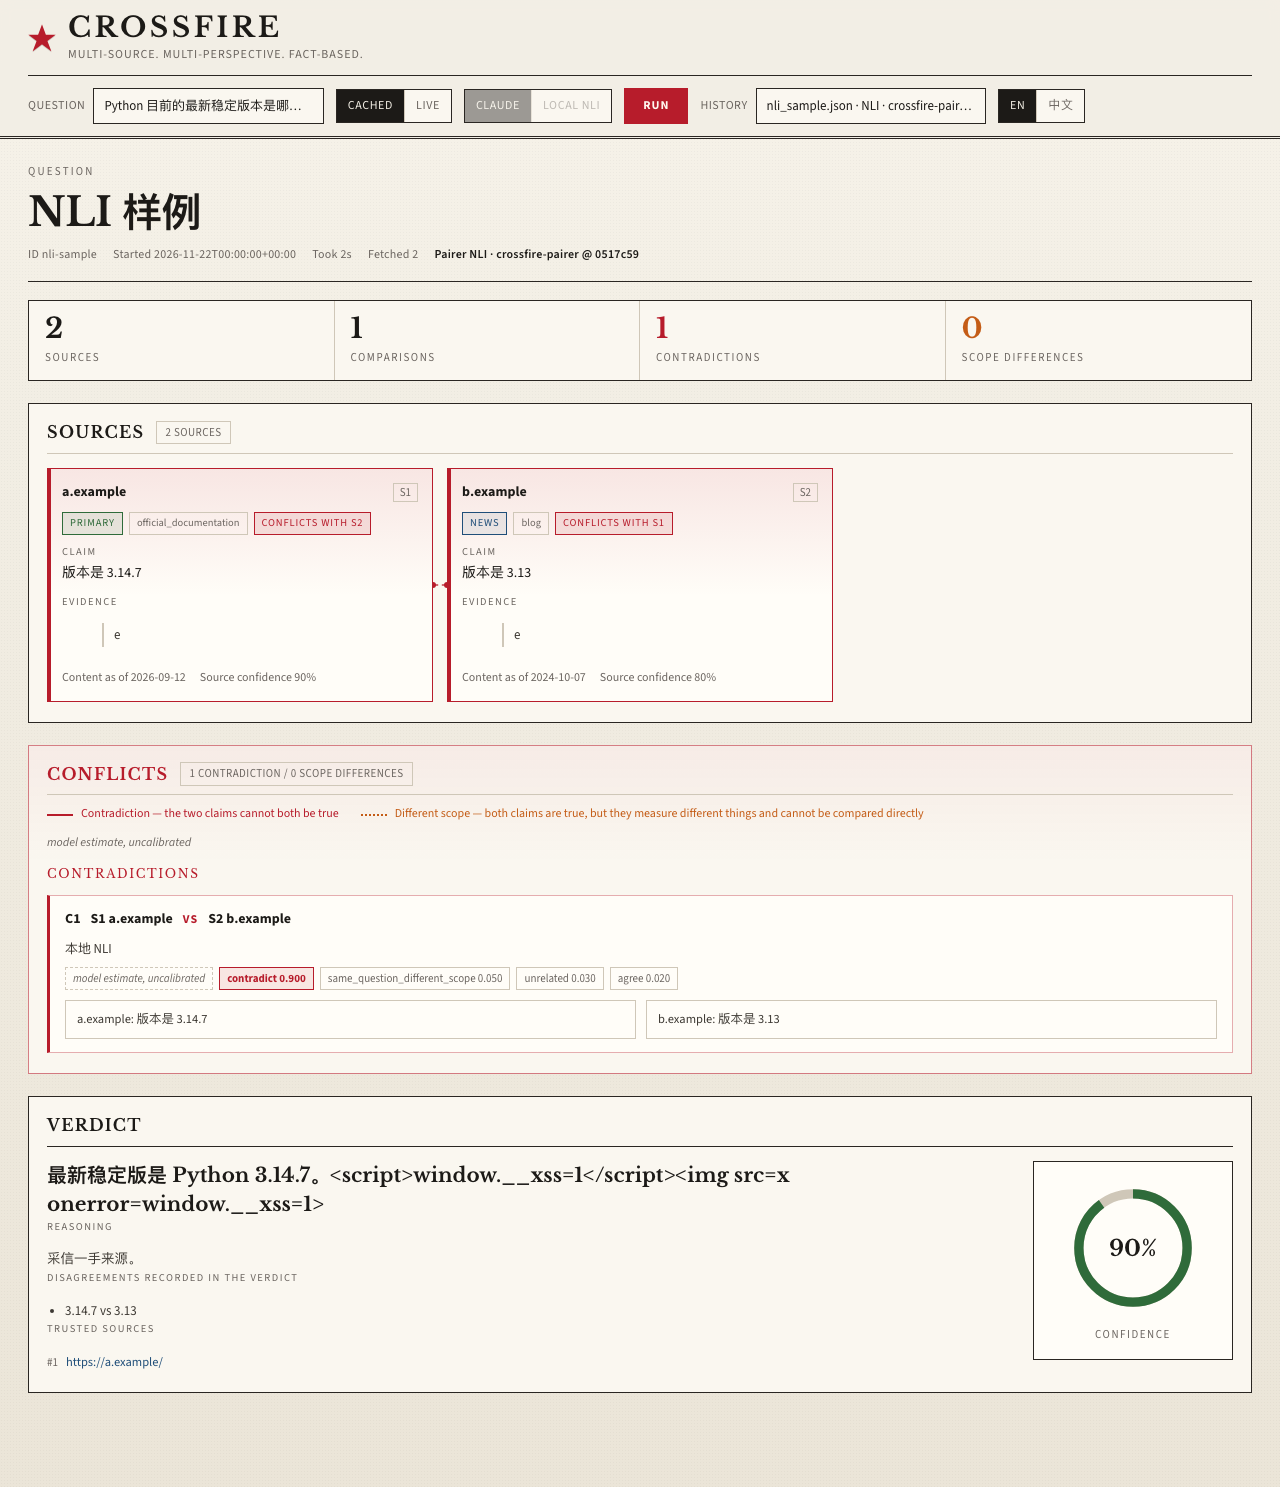 CROSSFIRE
MULTI-SOURCE. MULTI-PERSPECTIVE. FACT-BASED.
QUESTION Python 目前的最新稳定版本是哪… CACHED LIVE CLAUDE LOCAL NLI RUN HISTORY nli_sample.json · NLI · crossfire-pair… EN 中文
QUESTION
NLI 样例
ID nli-sample Started 2026-11-22T00:00:00+00:00 Took 2s Fetched 2 Pairer NLI · crossfire-pairer @ 0517c59
2 1 1 0
SOURCES COMPARISONS CONTRADICTIONS SCOPE DIFFERENCES
SOURCES 2 SOURCES
a.example S1
PRIMARY official_documentation CONFLICTS WITH S2
CLAIM
版本是 3.14.7
EVIDENCE
e
Content as of 2026-09-12 Source confidence 90%
b.example S2
NEWS blog CONFLICTS WITH S1
CLAIM
版本是 3.13
EVIDENCE
e
Content as of 2024-10-07 Source confidence 80%
CONFLICTS 1 CONTRADICTION / 0 SCOPE DIFFERENCES
Contradiction — the two claims cannot both be true Different scope — both claims are true, but they measure different things and cannot be compared directly
model estimate, uncalibrated
CONTRADICTIONS
C1 S1 a.example VS S2 b.example
本地 NLI
model estimate, uncalibrated contradict 0.900 same_question_different_scope 0.050 unrelated 0.030 agree 0.020
a.example: 版本是 3.14.7 b.example: 版本是 3.13
VERDICT
最新稳定版是 Python 3.14.7。<script>window.__xss=1</script><img src=x
onerror=window.__xss=1>
REASONING
采信一手来源。
DISAGREEMENTS RECORDED IN THE VERDICT
• 3.14.7 vs 3.13
TRUSTED SOURCES
#1 https://a.example/
90%
CONFIDENCE